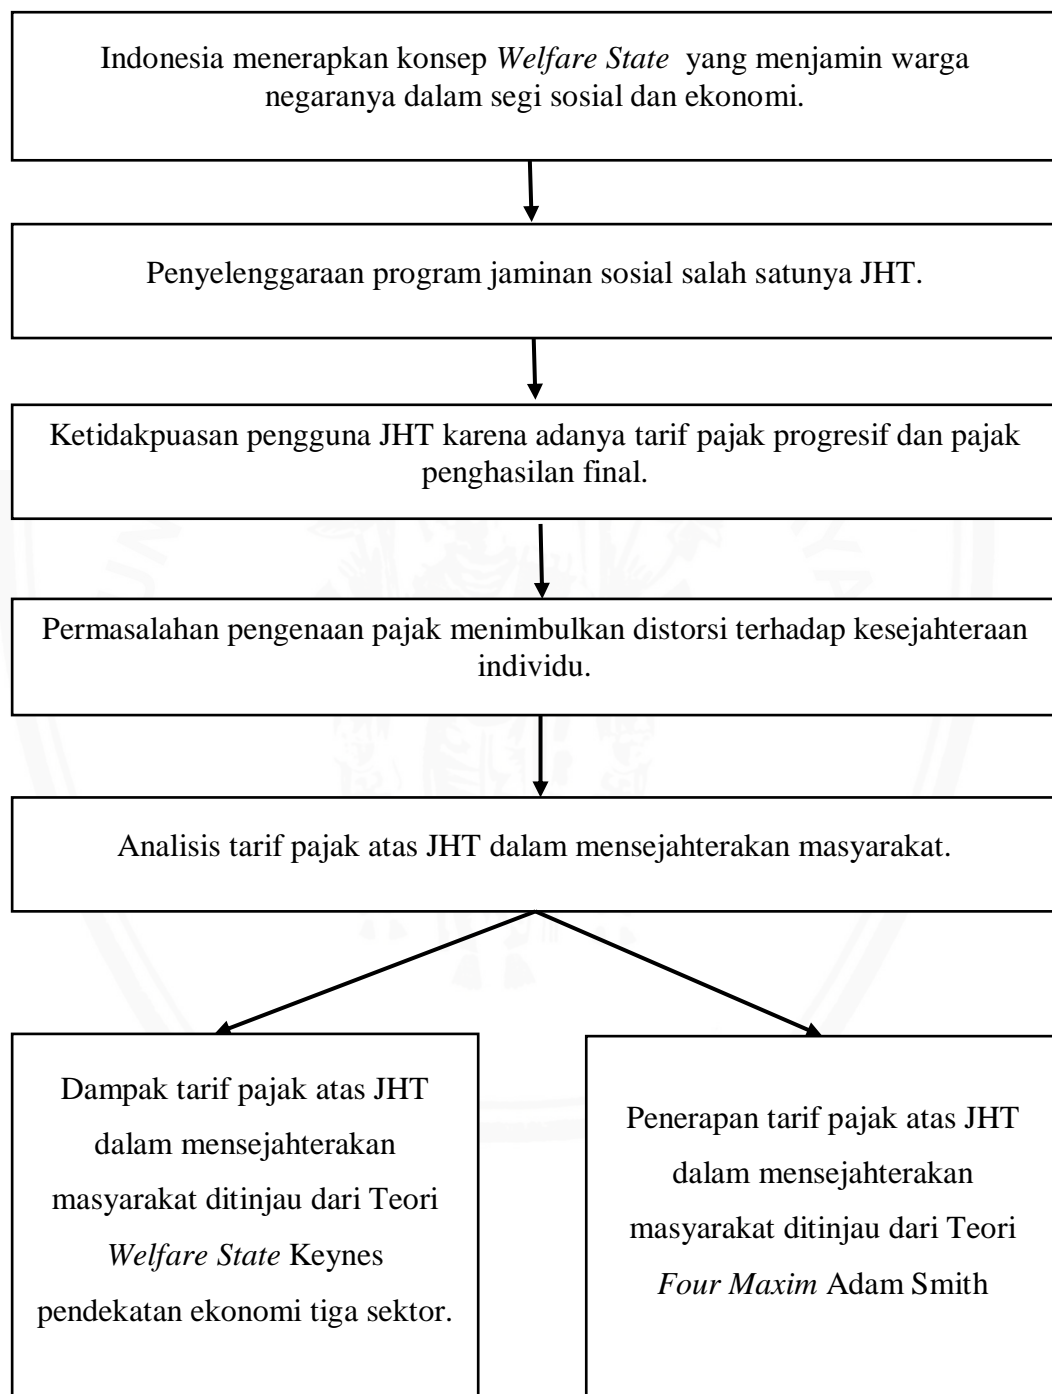 Indonesia menerapkan konsep Welfare State yang menjamin warga
negaranya dalam segi sosial dan ekonomi.
Penyelenggaraan program jaminan sosial salah satunya JHT.
Ketidakpuasan pengguna JHT karena adanya tarif pajak progresif dan pajak
penghasilan final.
Permasalahan pengenaan pajak menimbulkan distorsi terhadap kesejahteraan
individu.
Analisis tarif pajak atas JHT dalam mensejahterakan masyarakat.
Dampak tarif pajak atas JHT
dalam mensejahterakan
masyarakat ditinjau dari Teori
Welfare State Keynes
pendekatan ekonomi tiga sektor.
Penerapan tarif pajak atas JHT
dalam mensejahterakan
masyarakat ditinjau dari Teori
Four Maxim Adam Smith